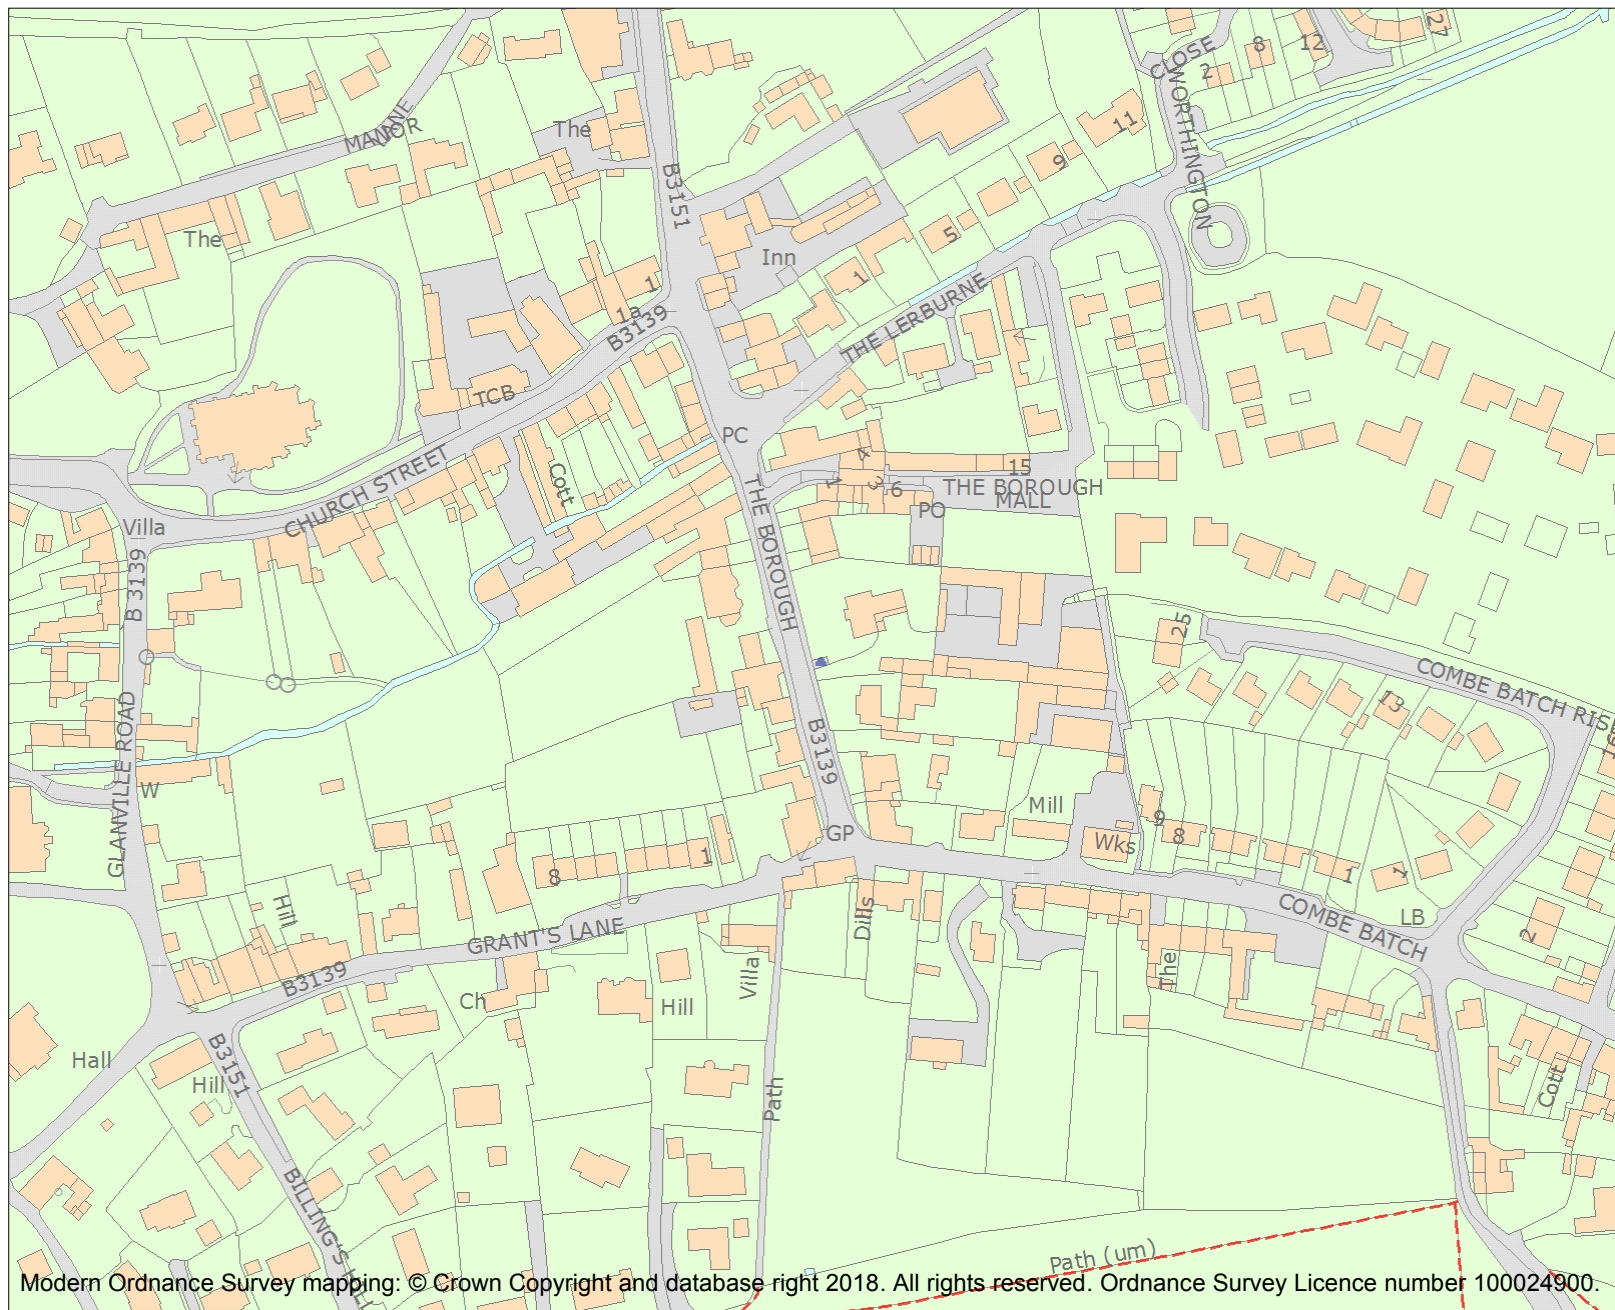 27
CLOSE
8
12
2
WORTHINGTON
MANOR
LANE
The
11
9
B3151
The
Inn
5
1
1
1a
B3139
THE LERBURNE
TCB
PC
CHURCH STREET
Cott
4
15
1
3
6
THE BOROUGH
MALL
PO
Villa
B 3139
THE BOROUGH
25
COMBE BATCH RISE
13
16
GLANVILLE ROAD
B3139
W
Mill
GP
Wks
9
8
1
8
1
1
Hill
Dills
LB
COMBE BATCH
2
GRANT'S LANE
B3139
Villa
The
Ch
Hill
B3151
Hall
Hill
Path
Cott
BILLING'S HILL
Path (um)
Modern Ordnance Survey mapping: © Crown Copyright and database right 2018. All rights reserved. Ordnance Survey Licence number 100024900.